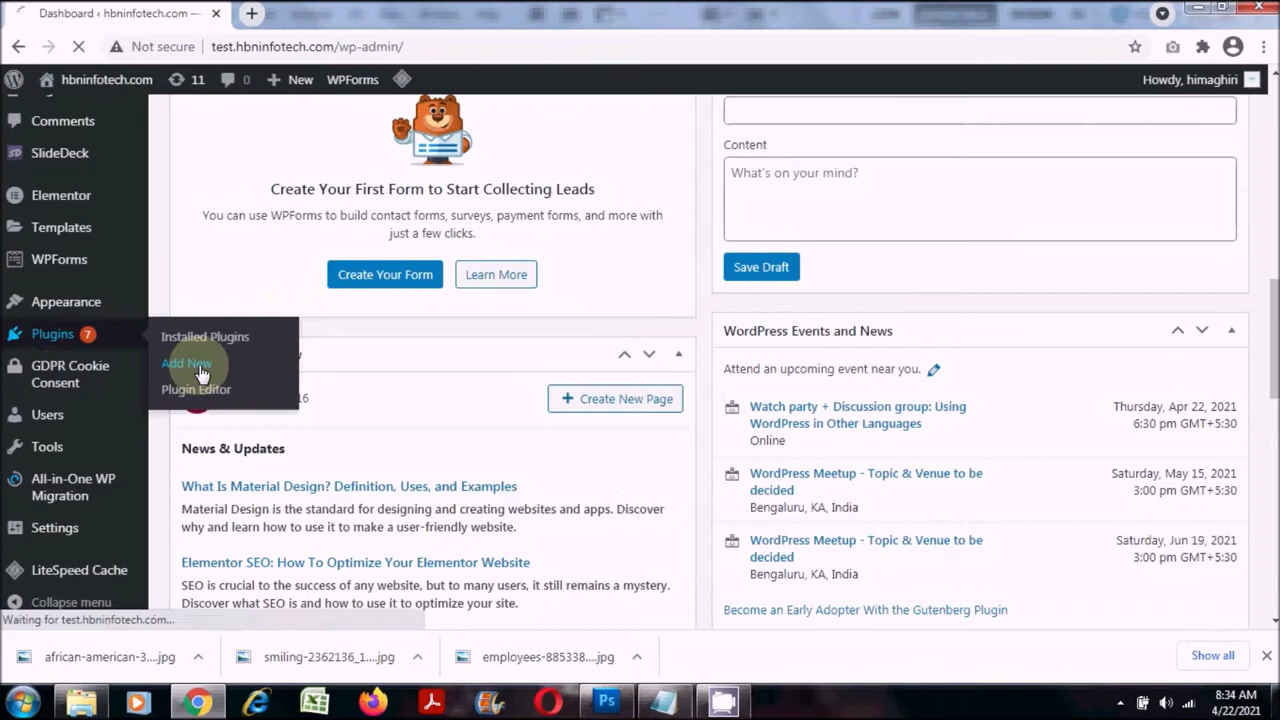 Dashboard ‹ hbninfotech.com —
Not secure test.hbninfotech.com/wp-admin/
hbninfotech.com 11 0 New WPForms Howdy, himaghiri
Comments
SlideDeck
Elementor
Templates
WPForms
Appearance
Plugins 7
GDPR Cookie
Consent
Users
Tools
All-in-One WP
Migration
Settings
LiteSpeed Cache
Collapse menu
Installed Plugins
Add New
Plugin Editor
Create Your First Form to Start Collecting Leads
You can use WPForms to build contact forms, surveys, payment forms, and more with
just a few clicks.
Create Your Form Learn More
Create New Page
News & Updates
What Is Material Design? Definition, Uses, and Examples
Material Design is the standard for designing and creating websites and apps. Discover
why and learn how to use it to make a user-friendly website.
Elementor SEO: How To Optimize Your Elementor Website
SEO is crucial to the success of any website, but to many users, it still remains a mystery.
Discover what SEO is and how to use it to optimize your site.
Content
What's on your mind?
Save Draft
WordPress Events and News
Attend an upcoming event near you.
Watch party + Discussion group: Using
WordPress in Other Languages
Online
Thursday, Apr 22, 2021
6:30 pm GMT+5:30
WordPress Meetup - Topic & Venue to be
decided
Bengaluru, KA, India
Saturday, May 15, 2021
3:00 pm GMT+5:30
WordPress Meetup - Topic & Venue to be
decided
Bengaluru, KA, India
Saturday, Jun 19, 2021
3:00 pm GMT+5:30
Become an Early Adopter With the Gutenberg Plugin
Waiting for test.hbninfotech.com...
african-american-3....jpg smiling-2362136_1....jpg employees-885338...jpg Show all
Ps
8:34 AM
4/22/2021